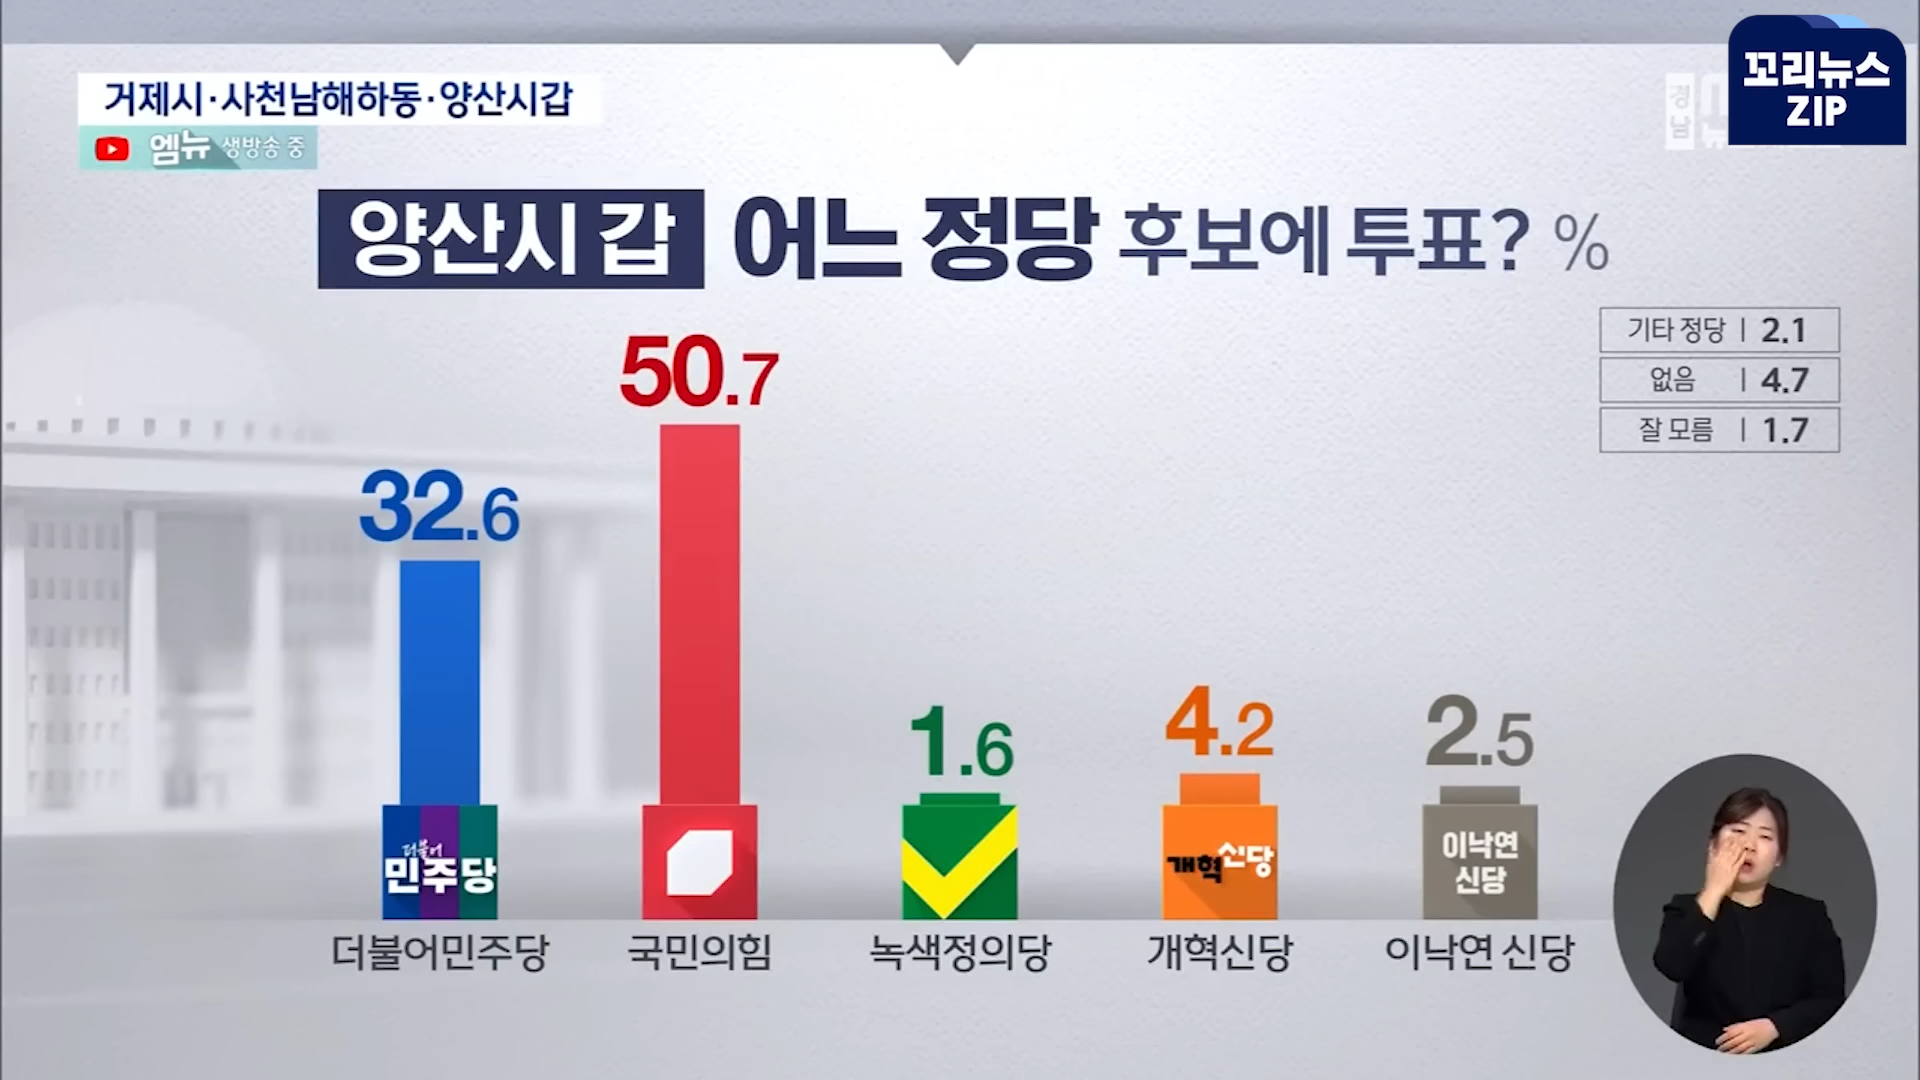 꼬리뉴스
ZIP
경남
거제시·사천남해하동·양산시갑
엠뉴 생방송 중
양산시 갑 어느 정당 후보에 투표? %
기타 정당 | 2.1
없음 | 4.7
잘 모름 | 1.7
50.7
32.6
1.6
4.2
2.5
더불어
민주당
개혁신당
이낙연
신당
더불어민주당 국민의힘 녹색정의당 개혁신당 이낙연 신당